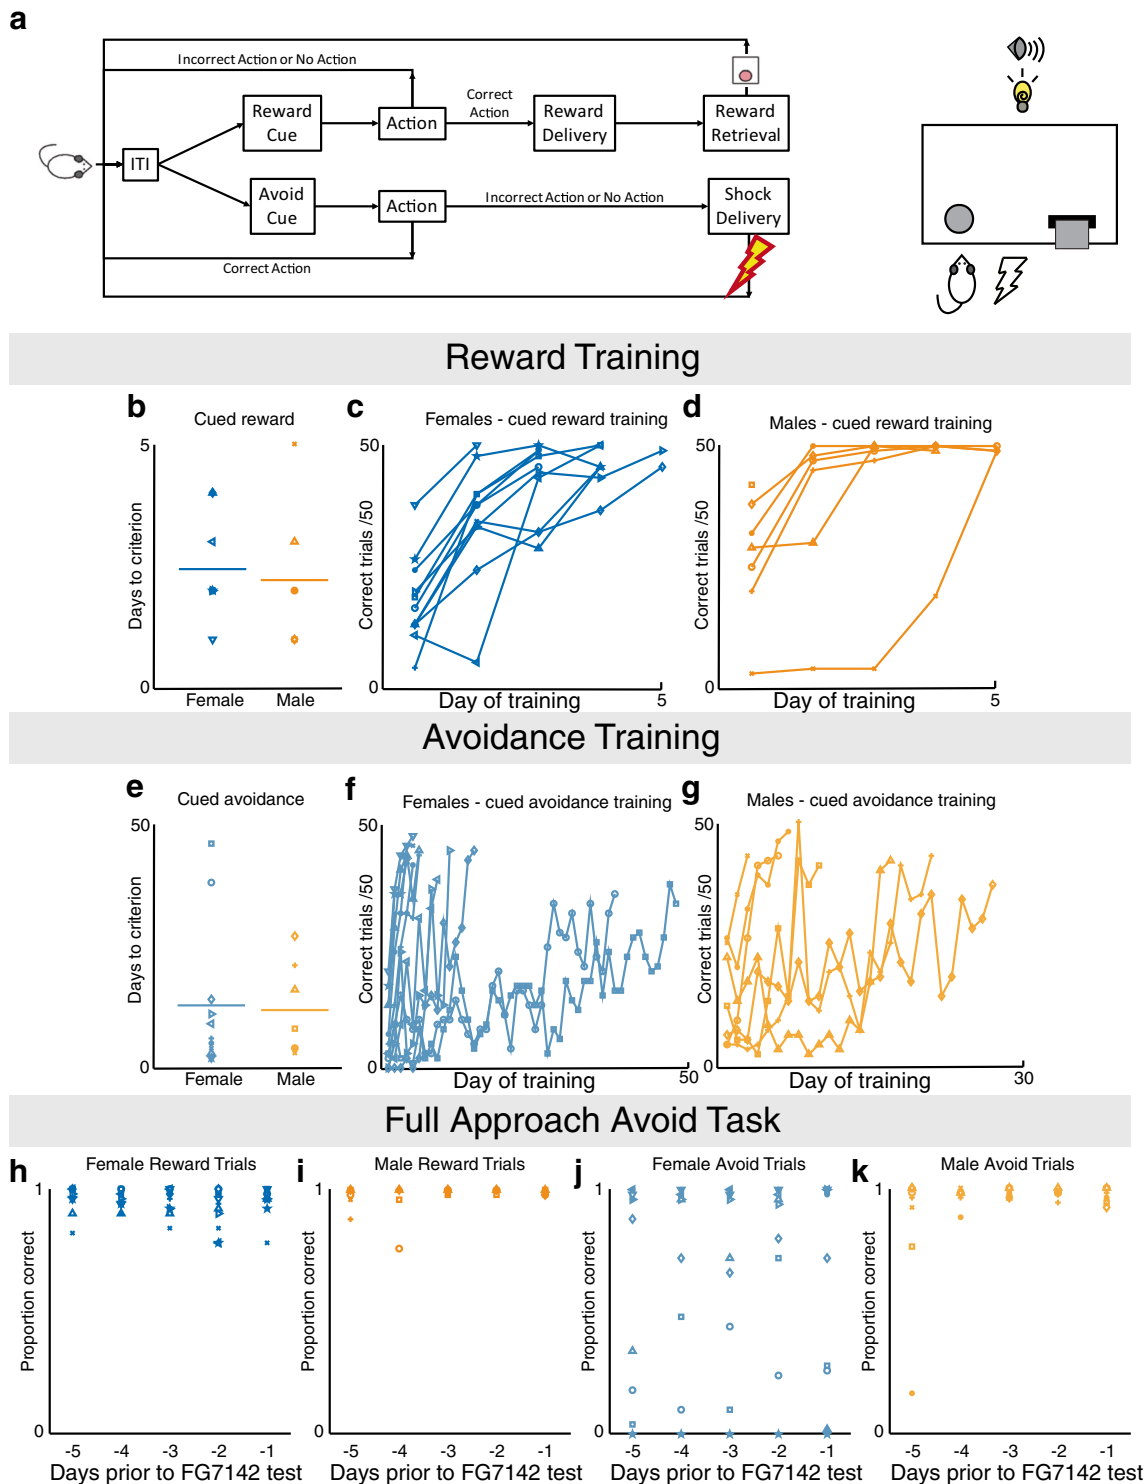 a
Incorrect Action or No Action
Reward
Cue
Action
Correct
Action
Reward
Delivery
Reward
Retrieval
ITI
Avoid
Cue
Action
Incorrect Action or No Action
Shock
Delivery
Correct Action
Reward Training
b
Cued reward
5
Days to criterion
0
Female
Male
c
Females - cued reward training
50
Correct trials /50
0
Day of training
5
d
Males - cued reward training
50
Correct trials /50
0
Day of training
5
Avoidance Training
e
Cued avoidance
50
Days to criterion
0
Female
Male
f
Females - cued avoidance training
50
Correct trials /50
0
Day of training
50
g
Males - cued avoidance training
50
Correct trials /50
0
Day of training
30
Full Approach Avoid Task
h
Female Reward Trials
1
Proportion correct
0
-5 -4 -3 -2 -1
Days prior to FG7142 test
i
Male Reward Trials
1
Proportion correct
0
-5 -4 -3 -2 -1
Days prior to FG7142 test
j
Female Avoid Trials
1
Proportion correct
0
-5 -4 -3 -2 -1
Days prior to FG7142 test
k
Male Avoid Trials
1
Proportion correct
0
-5 -4 -3 -2 -1
Days prior to FG7142 test